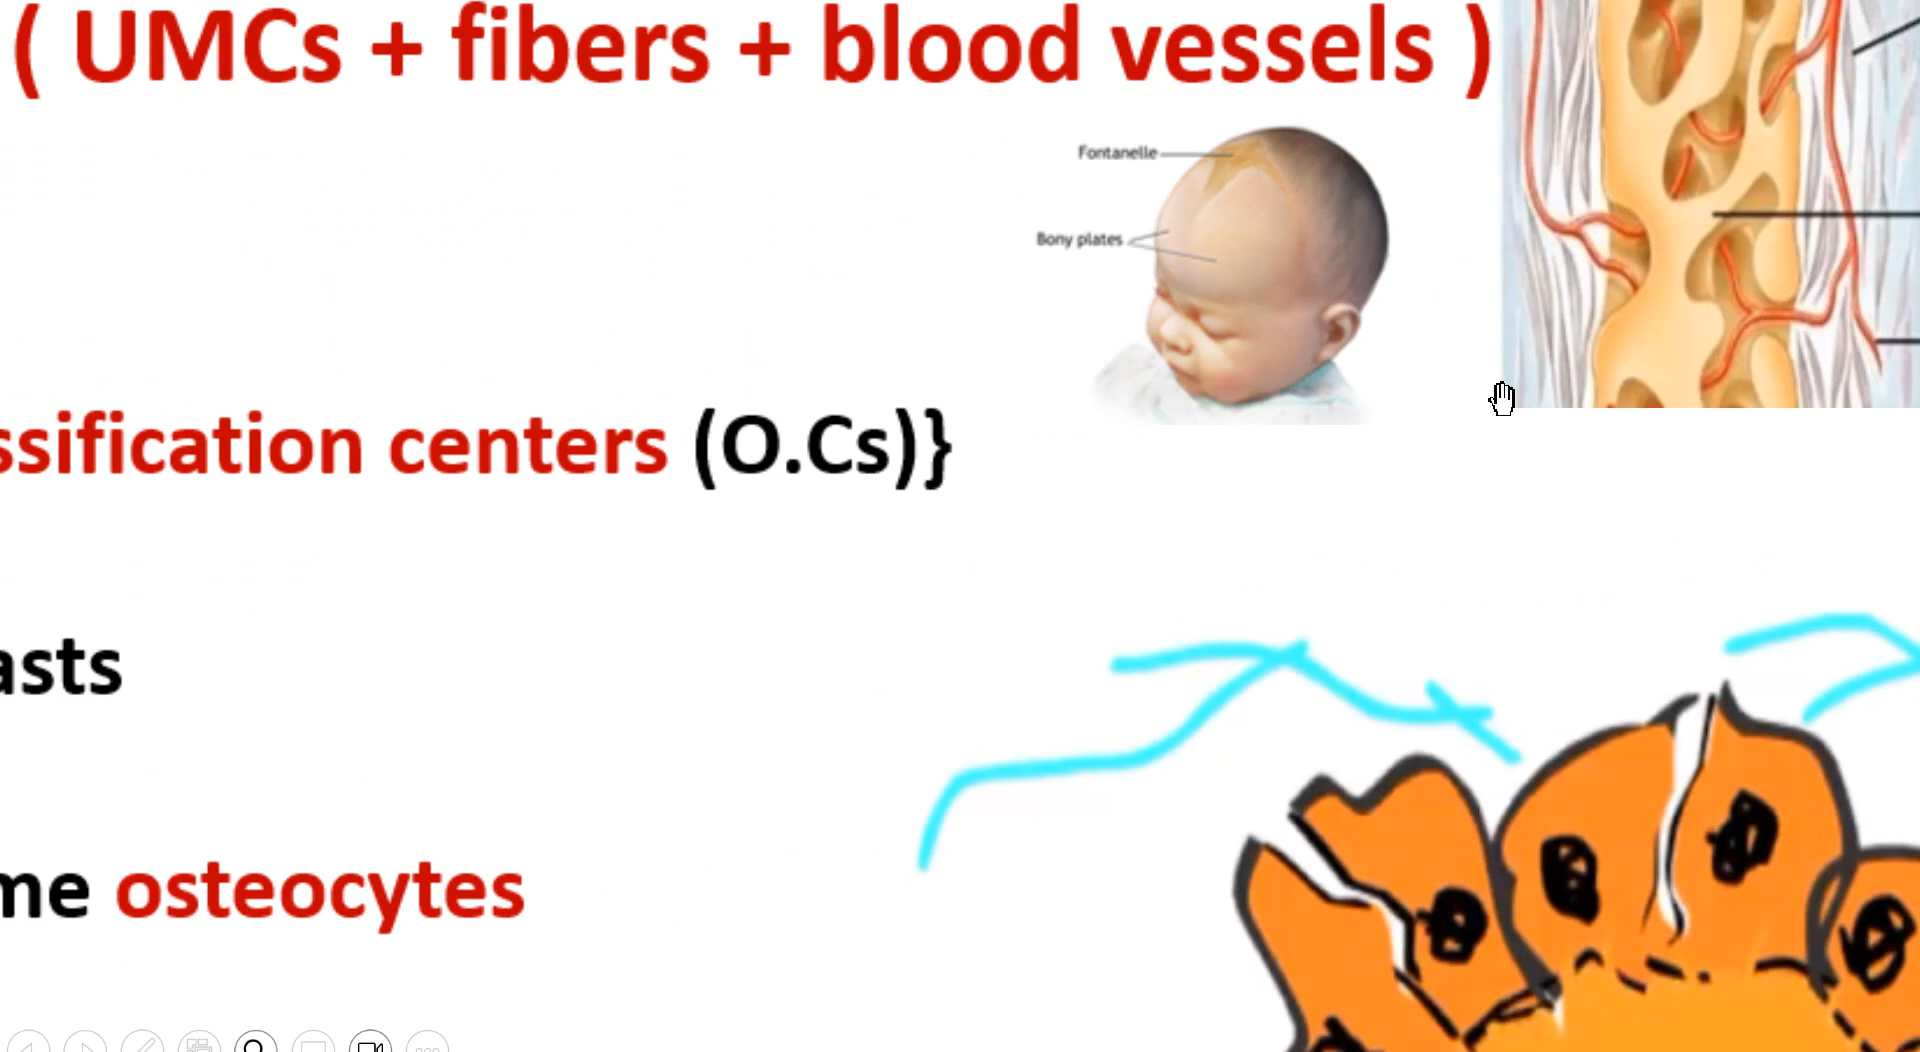 ( UMCs + fibers + blood vessels )
Fontanelle
Bony plates
ssification centers (O.Cs)}
asts
me osteocytes